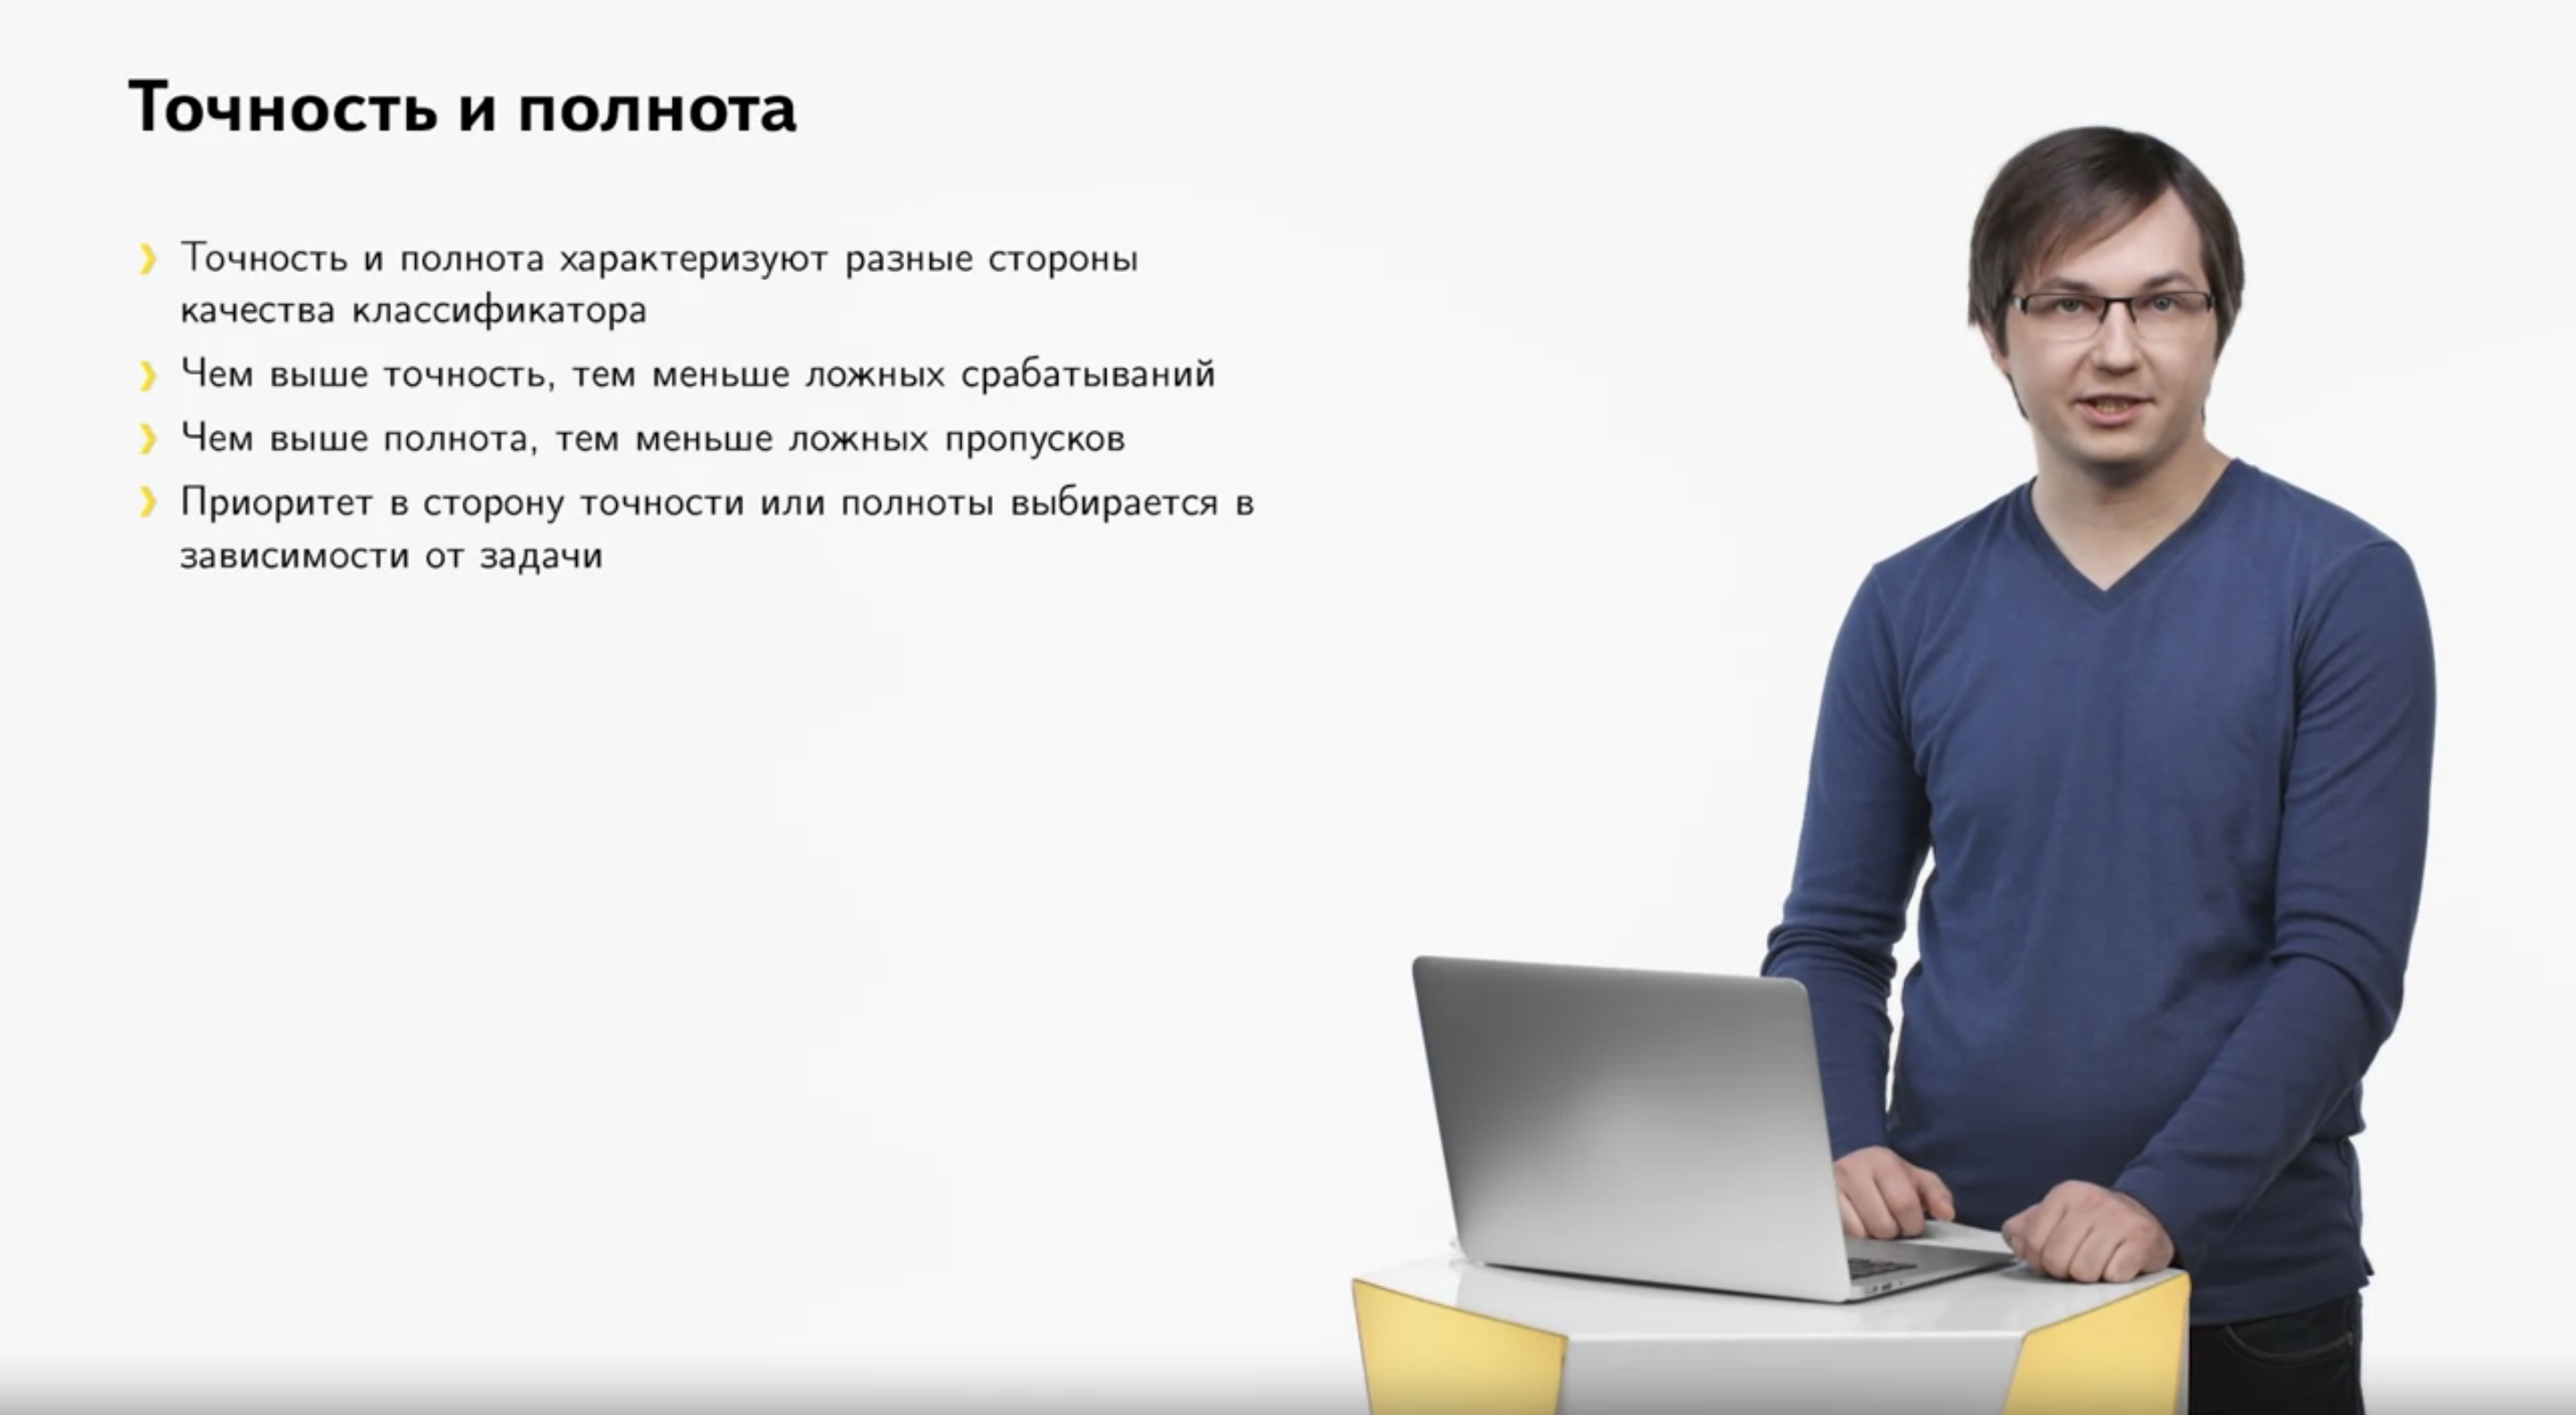 Точность и полнота
Точность и полнота характеризуют разные стороны
качества классификатора
Чем выше точность, тем меньше ложных срабатываний
Чем выше полнота, тем меньше ложных пропусков
Приоритет в сторону точности или полноты выбирается в
зависимости от задачи